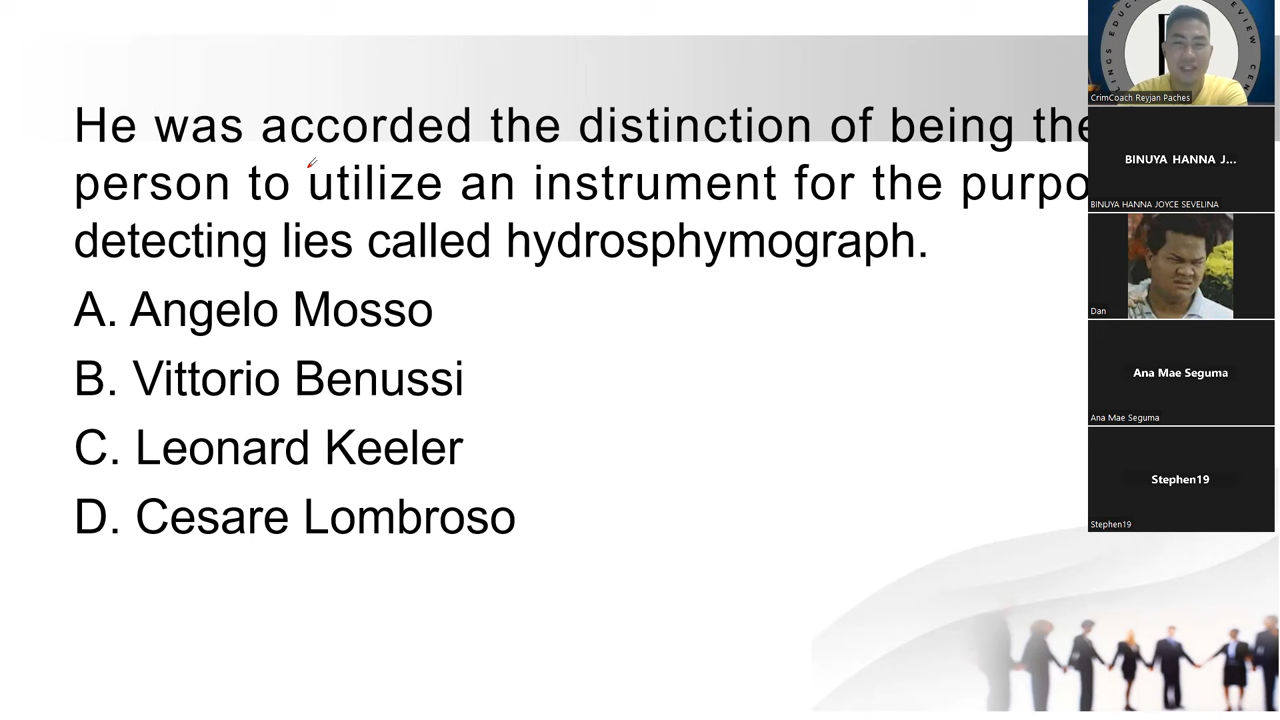 He was accorded the distinction of being the
person to utilize an instrument for the purpo
detecting lies called hydrosphymograph.
A. Angelo Mosso
B. Vittorio Benussi
C. Leonard Keeler
D. Cesare Lombroso
CrimCoach Reyjan Paches
BINUYA HANNA J...
BINUYA HANNA JOYCE SEVELINA
Dan
Ana Mae Seguma
Ana Mae Seguma
Stephen19
Stephen19